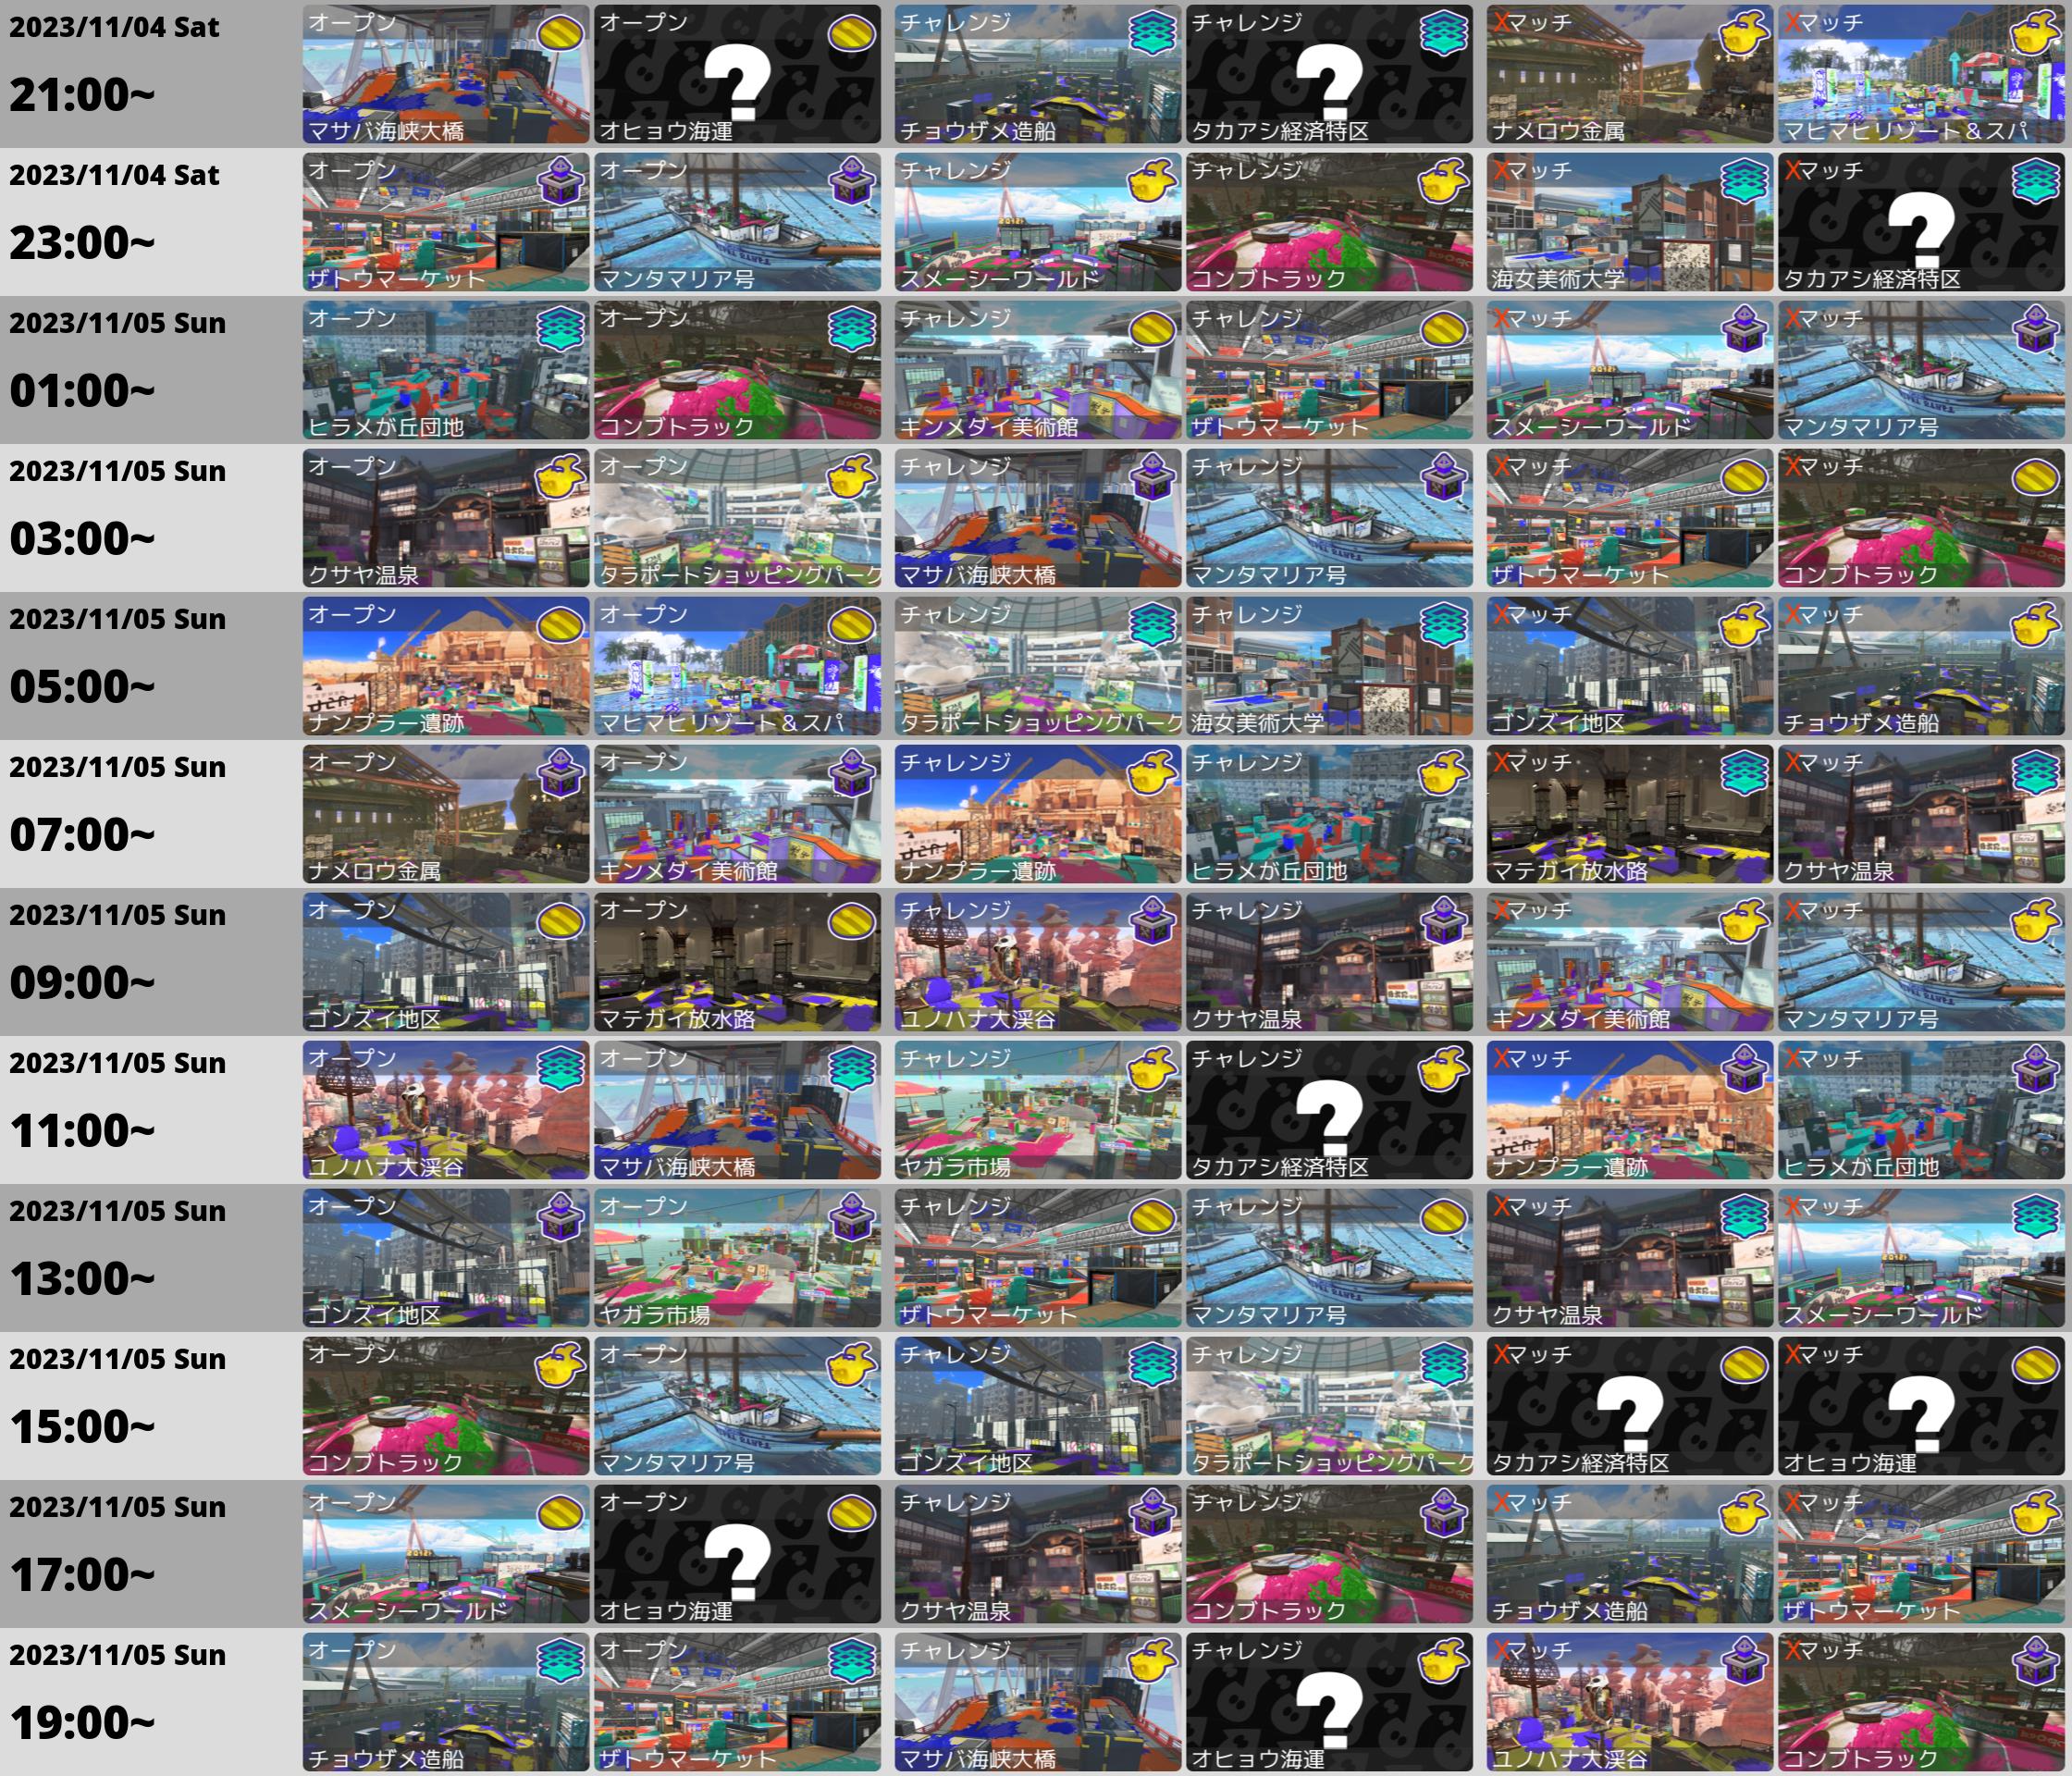 2023/11/04 Sat
21:00~
オープン
マサバ海峡大橋
オープン
オヒョウ海運
チャレンジ
チョウザメ造船
チャレンジ
タカアシ経済特区
Xマッチ
ナメロウ金属
Xマッチ
マヒマヒリゾート＆スパ
2023/11/04 Sat
23:00~
オープン
ザトウマーケット
オープン
マンタマリア号
チャレンジ
スメーシーワールド
チャレンジ
コンブトラック
Xマッチ
海女美術大学
Xマッチ
タカアシ経済特区
2023/11/05 Sun
01:00~
オープン
ヒラメが丘団地
オープン
コンブトラック
チャレンジ
キンメダイ美術館
チャレンジ
ザトウマーケット
Xマッチ
スメーシーワールド
Xマッチ
マンタマリア号
2023/11/05 Sun
03:00~
オープン
クサヤ温泉
オープン
タラポートショッピングパーク
チャレンジ
マサバ海峡大橋
チャレンジ
マンタマリア号
Xマッチ
ザトウマーケット
Xマッチ
コンブトラック
2023/11/05 Sun
05:00~
オープン
ナンプラー遺跡
オープン
マヒマヒリゾート＆スパ
チャレンジ
タラポートショッピングパーク
チャレンジ
海女美術大学
Xマッチ
ゴンズイ地区
Xマッチ
チョウザメ造船
2023/11/05 Sun
07:00~
オープン
ナメロウ金属
オープン
キンメダイ美術館
チャレンジ
ナンプラー遺跡
チャレンジ
ヒラメが丘団地
Xマッチ
マテガイ放水路
Xマッチ
クサヤ温泉
2023/11/05 Sun
09:00~
オープン
ゴンズイ地区
オープン
マテガイ放水路
チャレンジ
ユノハナ大渓谷
チャレンジ
クサヤ温泉
Xマッチ
キンメダイ美術館
Xマッチ
マンタマリア号
2023/11/05 Sun
11:00~
オープン
ユノハナ大渓谷
オープン
マサバ海峡大橋
チャレンジ
ヤガラ市場
チャレンジ
タカアシ経済特区
Xマッチ
ナンプラー遺跡
Xマッチ
ヒラメが丘団地
2023/11/05 Sun
13:00~
オープン
ゴンズイ地区
オープン
ヤガラ市場
チャレンジ
ザトウマーケット
チャレンジ
マンタマリア号
Xマッチ
クサヤ温泉
Xマッチ
スメーシーワールド
2023/11/05 Sun
15:00~
オープン
コンブトラック
オープン
マンタマリア号
チャレンジ
ゴンズイ地区
チャレンジ
タラポートショッピングパーク
Xマッチ
タカアシ経済特区
Xマッチ
オヒョウ海運
2023/11/05 Sun
17:00~
オープン
スメーシーワールド
オープン
オヒョウ海運
チャレンジ
クサヤ温泉
チャレンジ
コンブトラック
Xマッチ
チョウザメ造船
Xマッチ
ザトウマーケット
2023/11/05 Sun
19:00~
オープン
チョウザメ造船
オープン
ザトウマーケット
チャレンジ
マサバ海峡大橋
チャレンジ
オヒョウ海運
Xマッチ
ユノハナ大渓谷
Xマッチ
コンブトラック